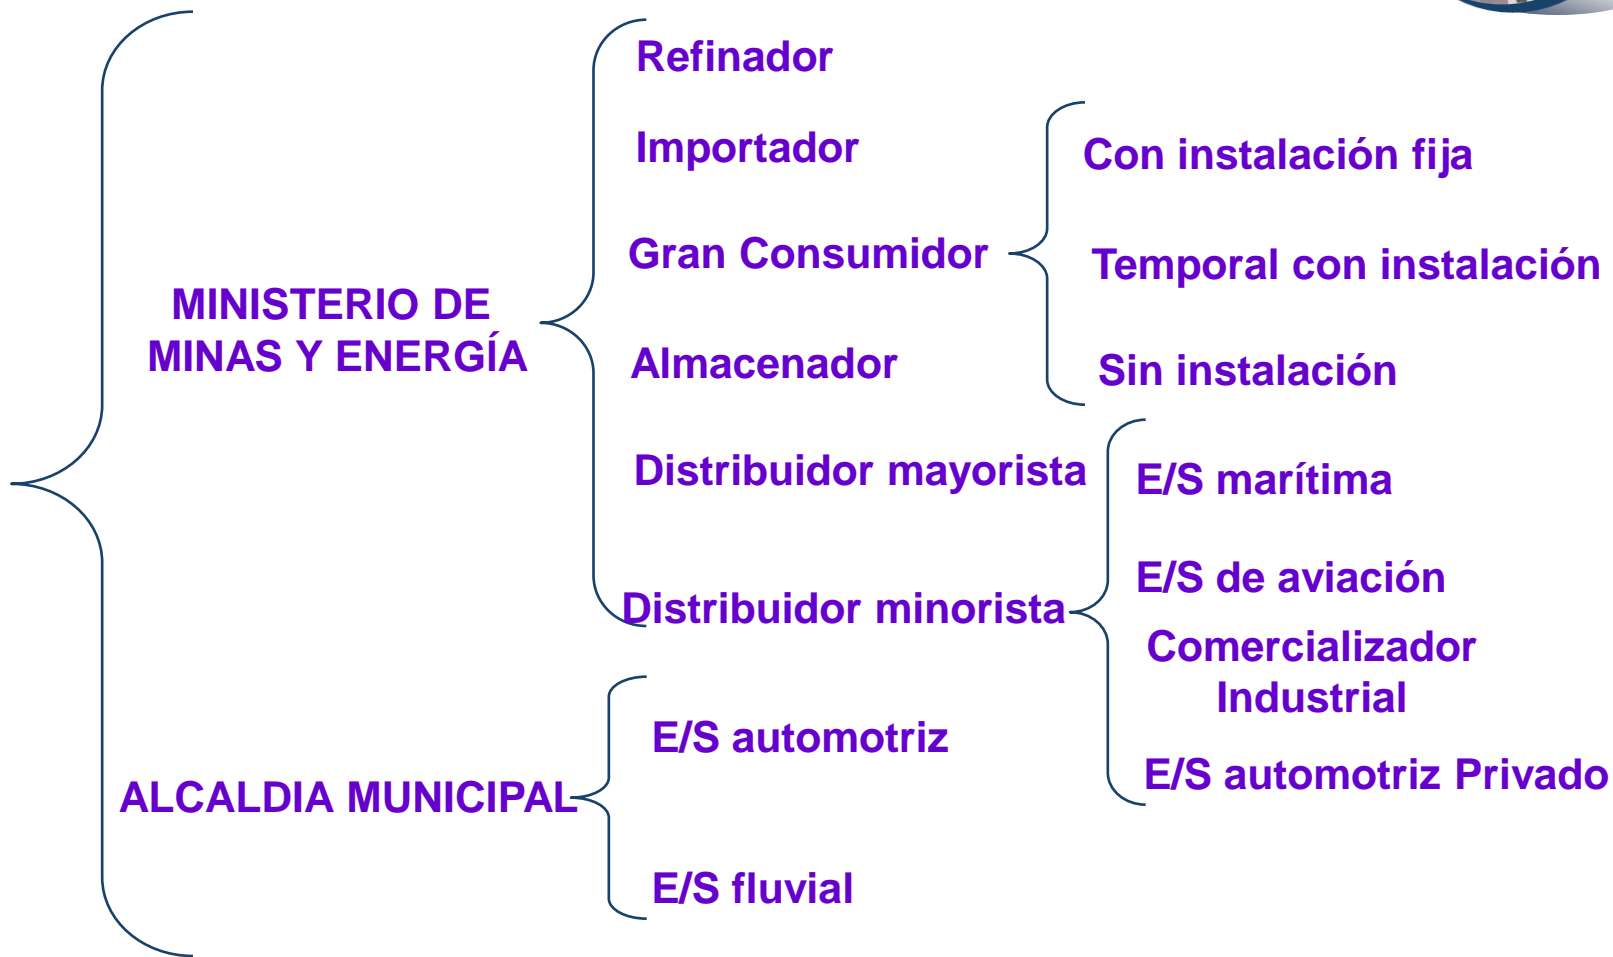 MINISTERIO DE
MINAS Y ENERGÍA
Refinador
Importador
Gran Consumidor
Con instalación fija
Temporal con instalación
Sin instalación
Almacenador
Distribuidor mayorista
Distribuidor minorista
E/S marítima
E/S de aviación
Comercializador
Industrial
E/S automotriz Privado
ALCALDIA MUNICIPAL
E/S automotriz
E/S fluvial